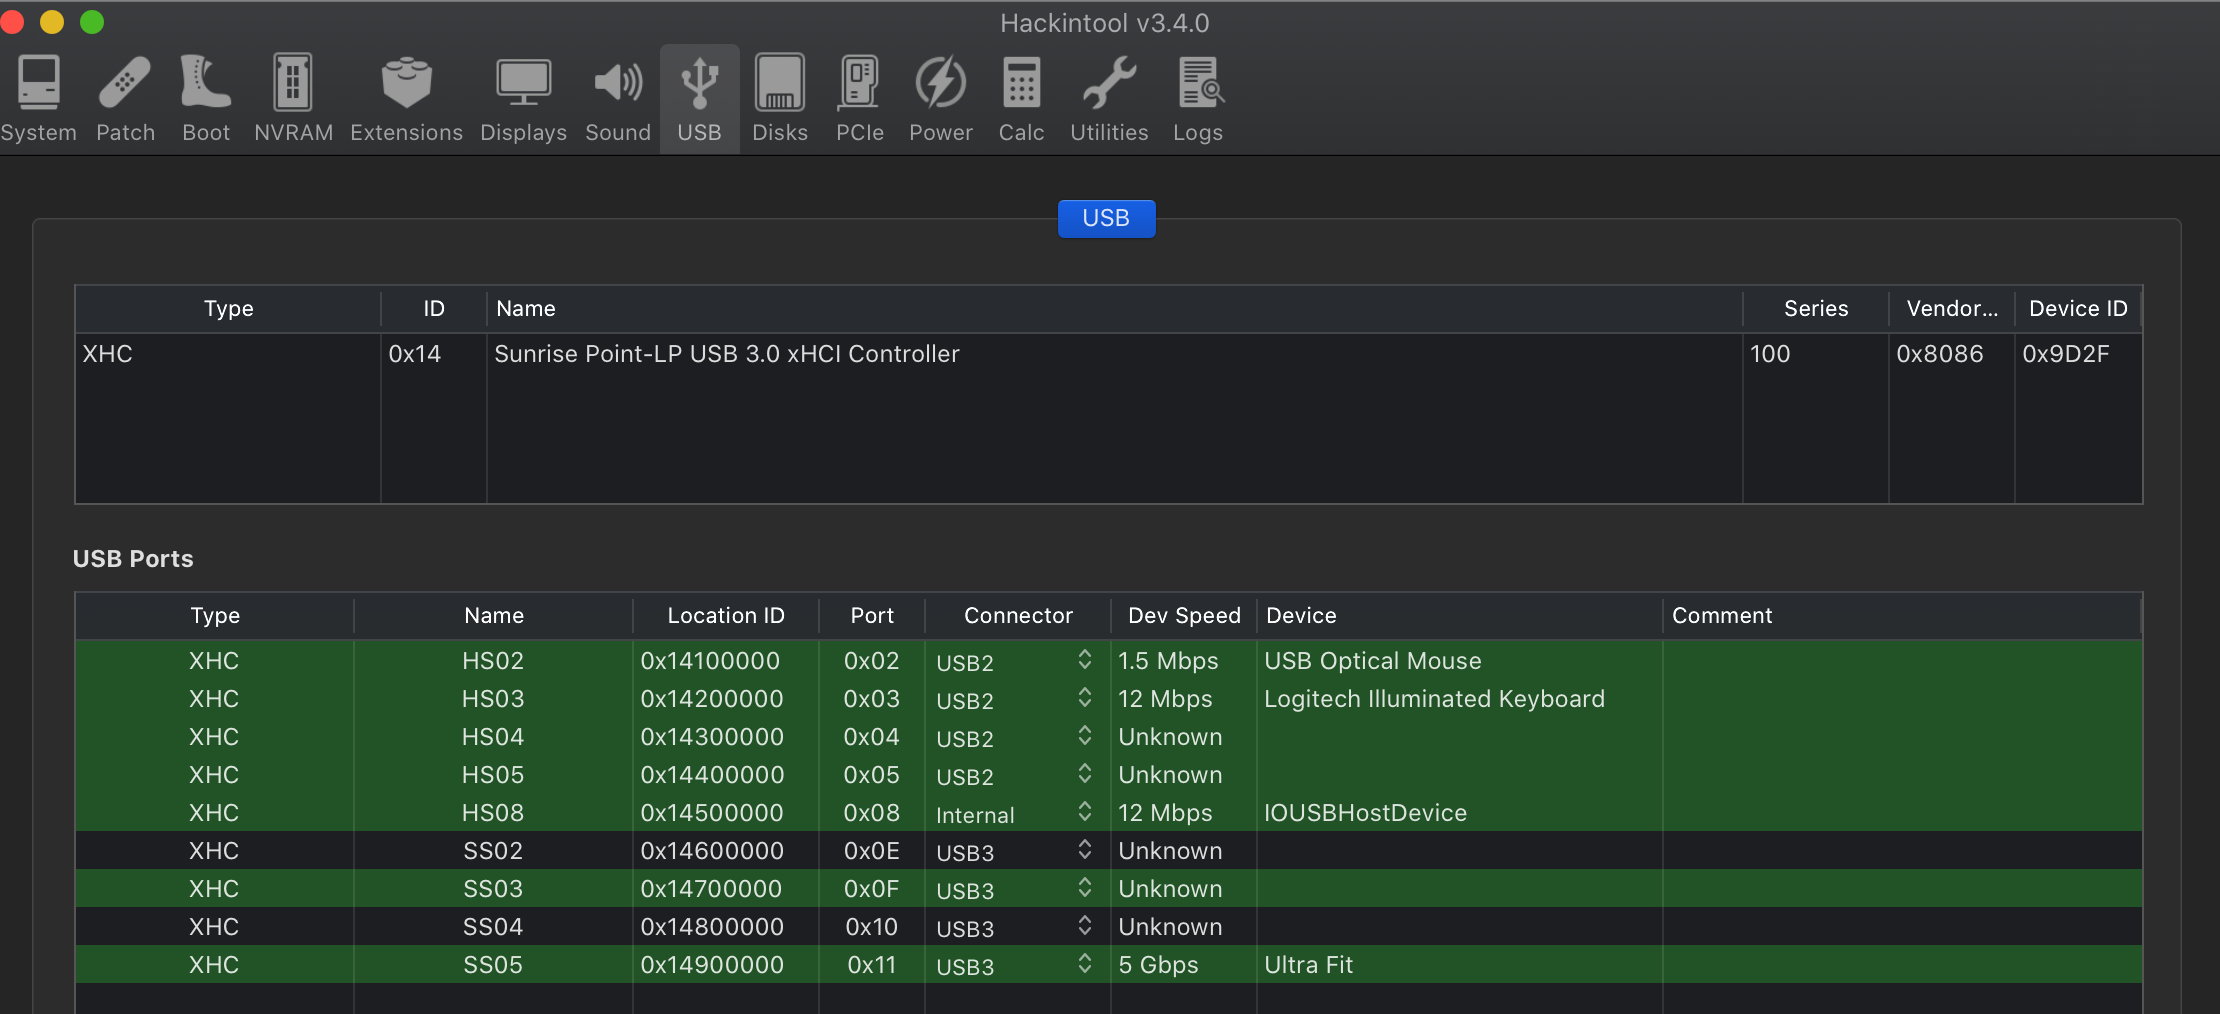 Hackintool v3.4.0
System Patch Boot NVRAM Extensions Displays Sound USB Disks PCIe Power Calc Utilities Logs
USB
Type ID Name Series Vendor... Device ID
XHC 0x14 Sunrise Point-LP USB 3.0 xHCI Controller 100 0x8086 0x9D2F
USB Ports
Type Name Location ID Port Connector Dev Speed Device Comment
XHC HS02 0x14100000 0x02 USB2 1.5 Mbps USB Optical Mouse
XHC HS03 0x14200000 0x03 USB2 12 Mbps Logitech Illuminated Keyboard
XHC HS04 0x14300000 0x04 USB2 Unknown
XHC HS05 0x14400000 0x05 USB2 Unknown
XHC HS08 0x14500000 0x08 Internal 12 Mbps IOUSBHostDevice
XHC SS02 0x14600000 0x0E USB3 Unknown
XHC SS03 0x14700000 0x0F USB3 Unknown
XHC SS04 0x14800000 0x10 USB3 Unknown
XHC SS05 0x14900000 0x11 USB3 5 Gbps Ultra Fit